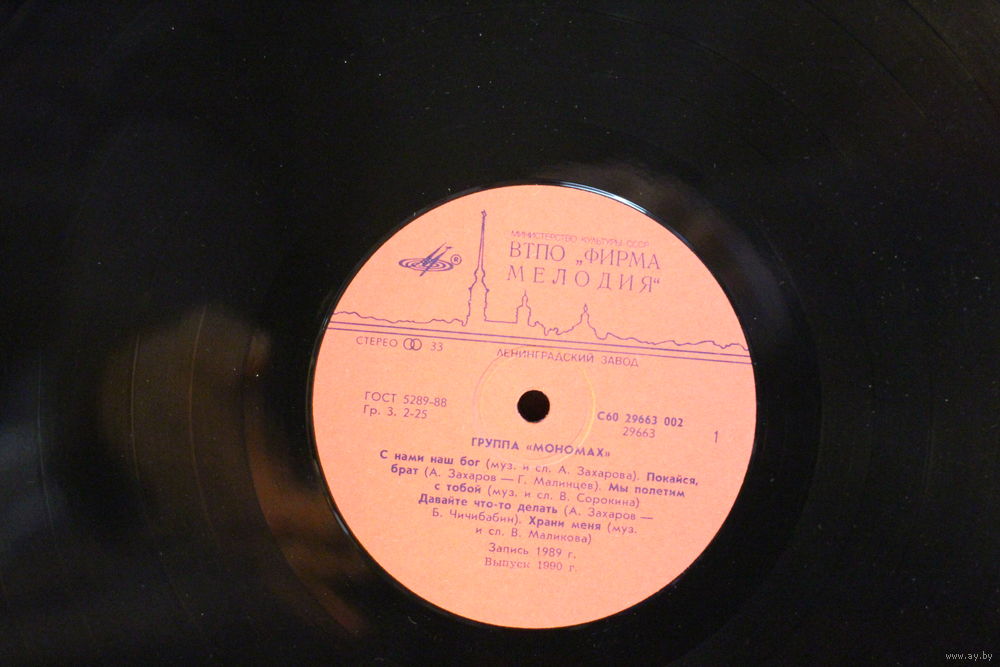 МИНИСТЕРСТВО КУЛЬТУРЫ СССР
ВТПО „ФИРМА
МЕЛОДИЯ“
СТЕРЕО 33
ЛЕНИНГРАДСКИЙ ЗАВОД
ГОСТ 5289-88
Гр. 3. 2-25
С60 29663 002
29663
1
ГРУППА «МОНОМАХ»
С нами наш бог (муз. и сл. А. Захарова). Покайся,
брат (А. Захаров — Г. Малинцев). Мы полетим
с тобой (муз. и сл. В. Сорокина)
Давайте что-то делать (А. Захаров —
Б. Чичибабин). Храни меня (муз.
и сл. В. Маликова)
Запись 1989 г.
Выпуск 1990 г.
www.ay.by